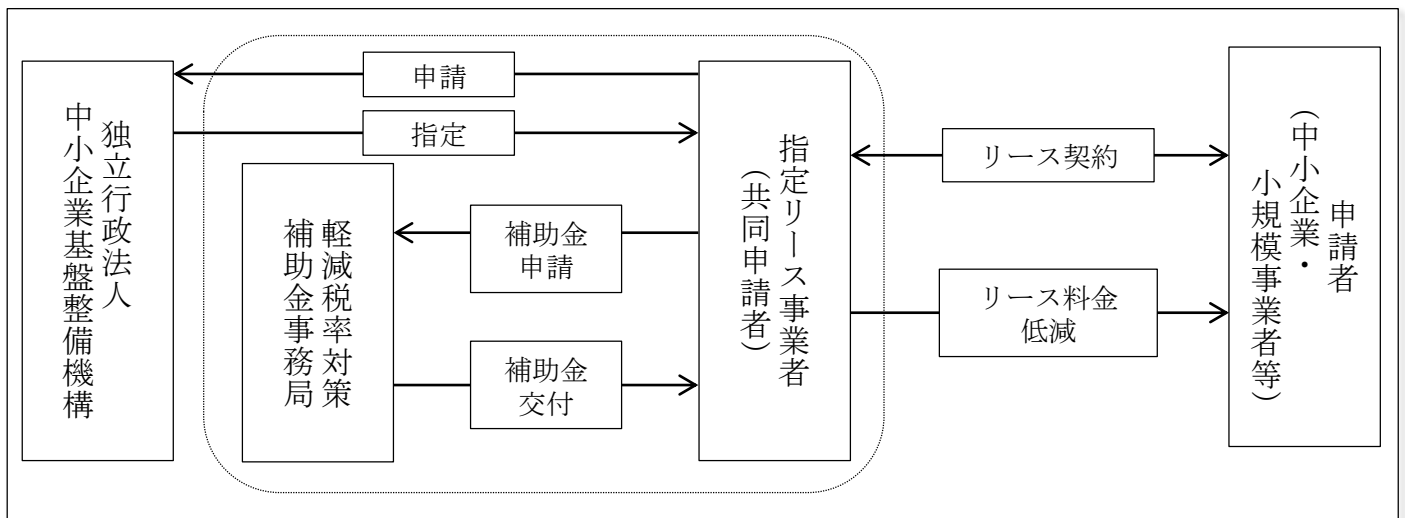 独立行政法人
中小企業基盤整備機構
申請
指定
軽減税率対策
補助金事務局
補助金
申請
補助金
交付
指定リース事業者
（共同申請者）
リース契約
リース料金
低減
申請者
（中小企業・
小規模事業者等）